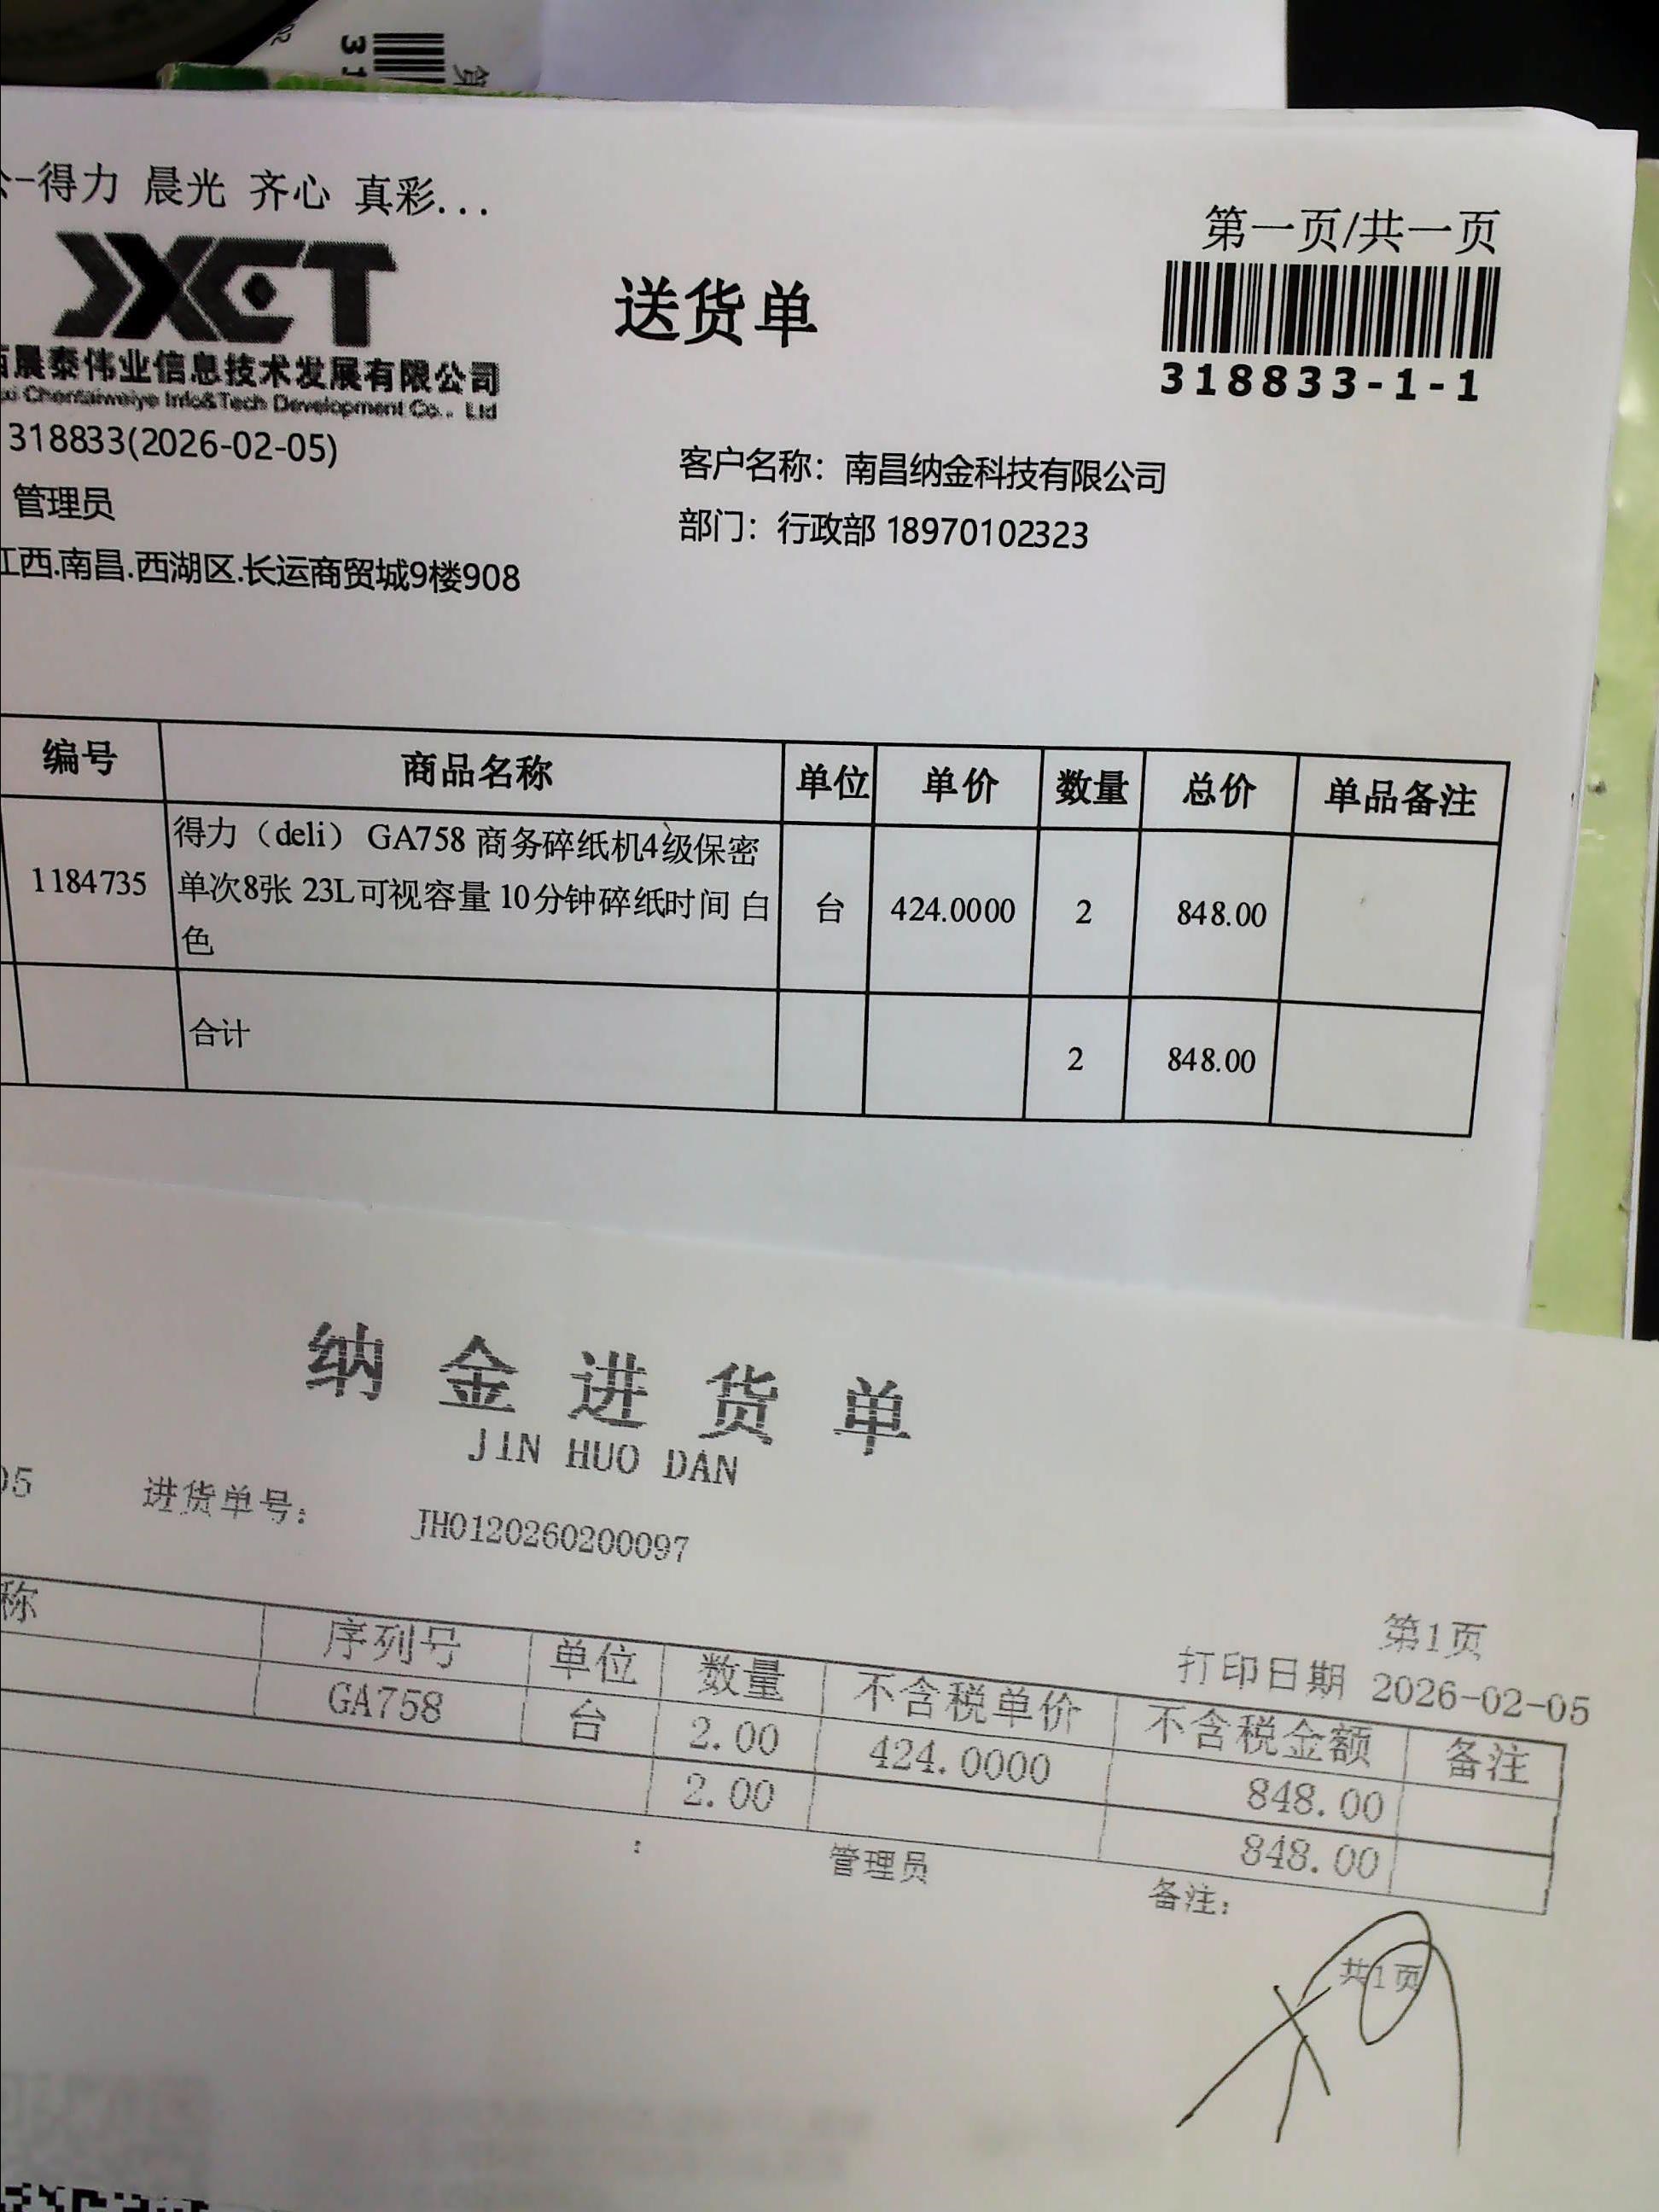 -得力 晨光 齐心 真彩...
第一页/共一页
JXCT
送货单
318833-1-1
晨泰伟业信息技术发展有限公司
Chentaiweiye Info&Tech Development Co., Ltd
318833(2026-02-05)
客户名称：南昌纳金科技有限公司
管理员
部门：行政部 18970102323
江西.南昌.西湖区.长运商贸城9楼908
编号 商品名称 单位 单价 数量 总价 单品备注
1184735 得力（deli） GA758 商务碎纸机4级保密 台 424.0000 2 848.00
单次8张 23L可视容量 10分钟碎纸时间 白
色
合计 2 848.00
纳金进货单
JIN HUO DAN
05 进货单号： JH0120260200097
第1页
打印日期 2026-02-05
称 序列号 单位 数量 不含税单价 不含税金额 备注
GA758 台 2.00 424.0000 848.00
2.00 848.00
： 管理员 备注：
共1页